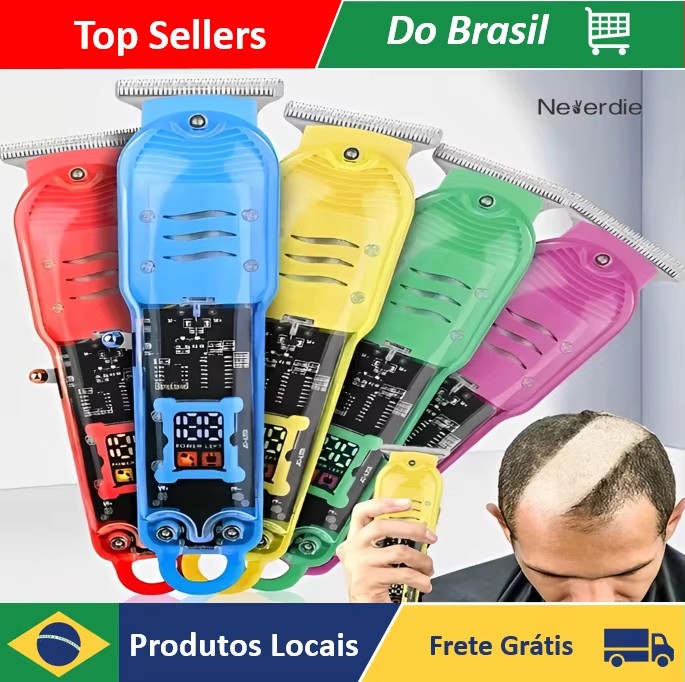 Top Sellers
Do Brasil
Neverdie
Produtos Locais
Frete Grátis